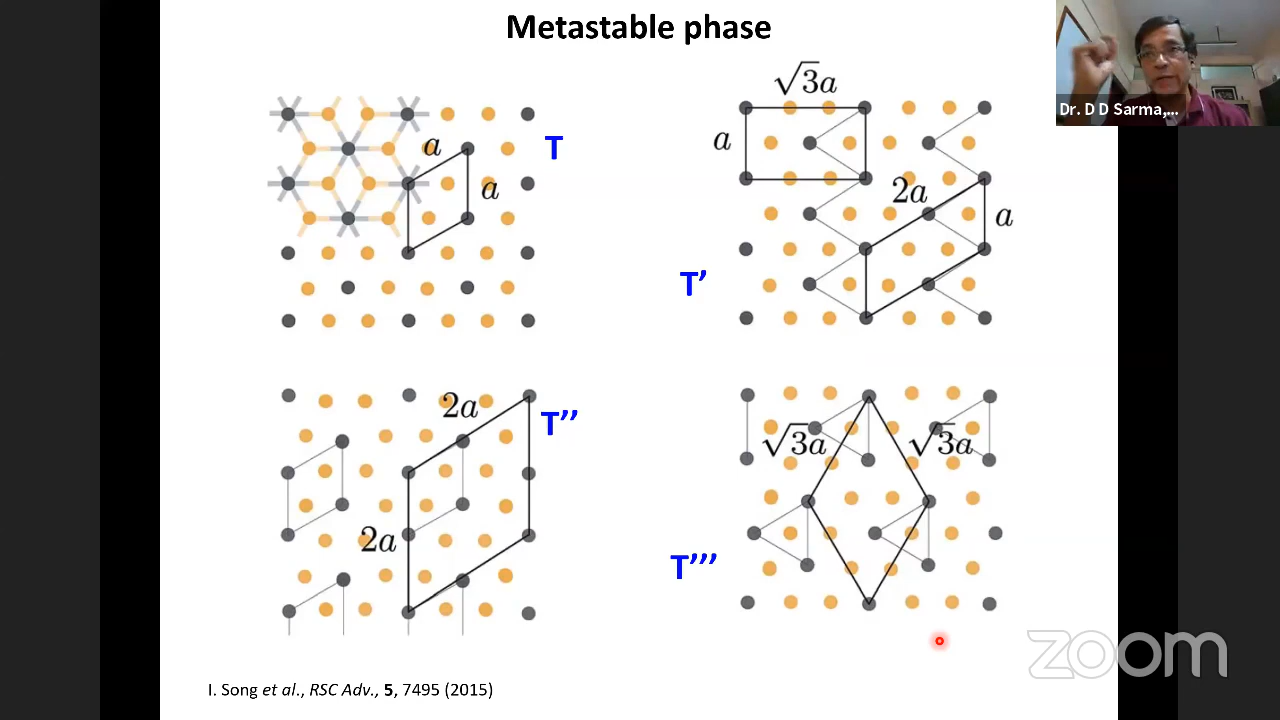 Metastable phase
Dr. D D Sarma,...
a
a
T
√3a
a
2a
a
T’
2a
2a
T’’
√3a
√3a
T’’’
zoom
I. Song et al., RSC Adv., 5, 7495 (2015)